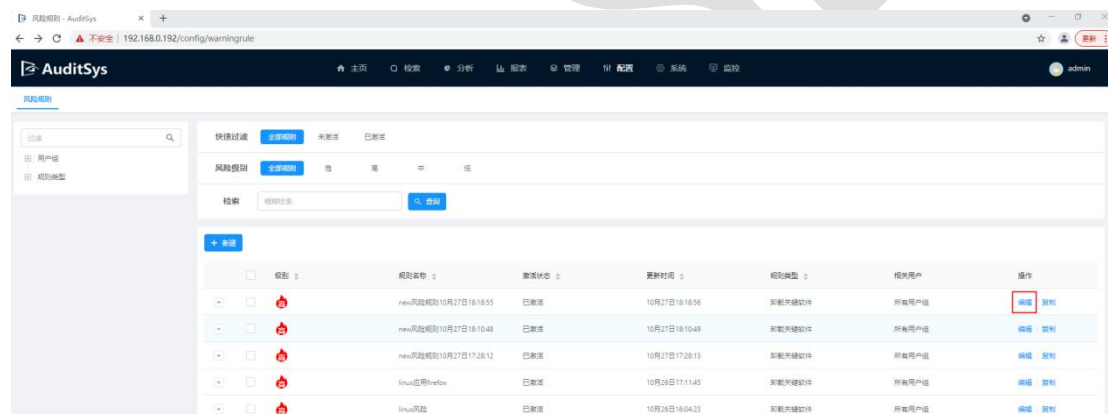 风险规则 - AuditSys
不安全 | 192.168.0.192/config/warningrule
更新
AuditSys
主页 检索 分析 报表 管理 配置 系统 监控
admin
风险规则
过滤
用户组
规则类型
快速过滤 全部规则 未激活 已激活
风险级别 全部规则 危 高 中 低
检索 模糊检索 查询
+ 新建
级别 规则名称 激活状态 更新时间 规则类型 相关用户 操作
高 new风险规则10月27日18:18:55 已激活 10月27日18:18:56 卸载关键软件 所有用户组 编辑 复制
高 new风险规则10月27日18:10:48 已激活 10月27日18:10:49 卸载关键软件 所有用户组 编辑 复制
高 new风险规则10月27日17:28:12 已激活 10月27日17:28:13 卸载关键软件 所有用户组 编辑 复制
高 linux应用firefox 已激活 10月26日17:11:45 卸载关键软件 所有用户组 编辑 复制
高 linux风险 已激活 10月26日16:04:23 卸载关键软件 所有用户组 编辑 复制